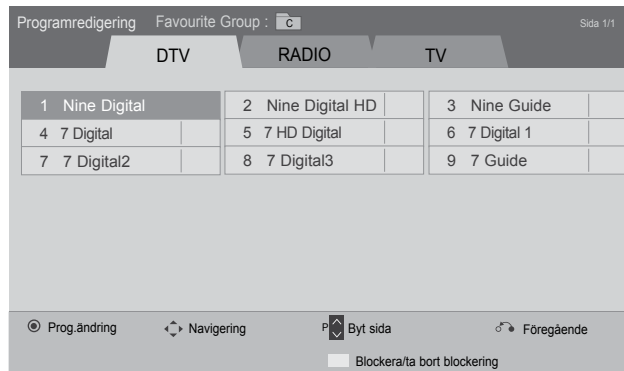 Programredigering Favourite Group : C Sida 1/1
DTV RADIO TV
1 Nine Digital 2 Nine Digital HD 3 Nine Guide
4 7 Digital 5 7 HD Digital 6 7 Digital 1
7 7 Digital2 8 7 Digital3 9 7 Guide
Prog.ändring Navigering P Byt sida Föregående
Blockera/ta bort blockering